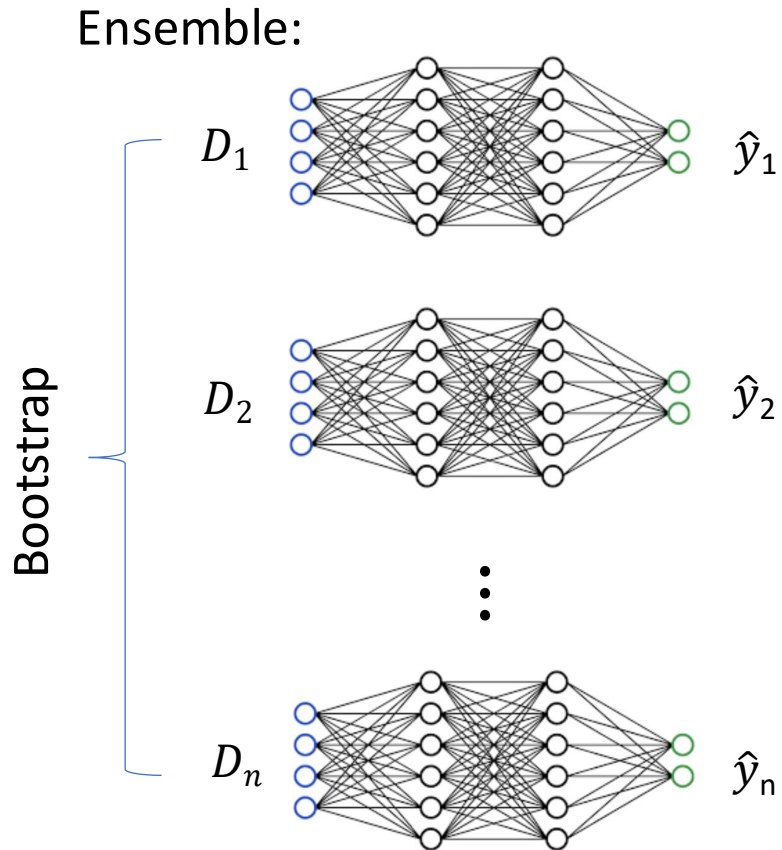 Ensemble:
D₁
ŷ₁
Bootstrap
D₂
ŷ₂
⋮
Dₙ
ŷₙ